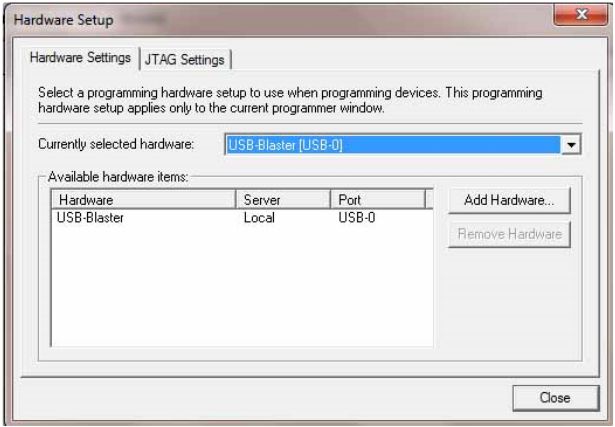 Hardware Setup
Hardware Settings
JTAG Settings
Select a programming hardware setup to use when programming devices. This programming
hardware setup applies only to the current programmer window.
Currently selected hardware:
USB-Blaster [USB-0]
Available hardware items:
Hardware Server Port
USB-Blaster Local USB-0
Add Hardware...
Remove Hardware
Close